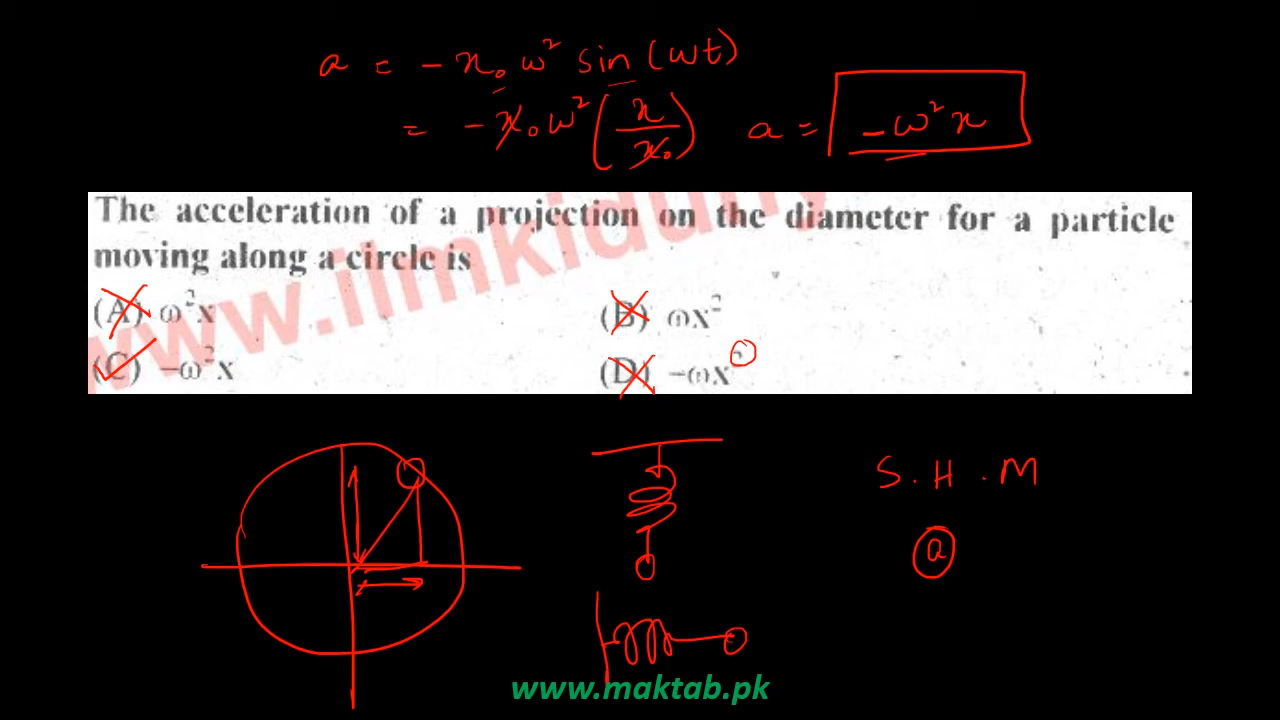 a = - x₀ ω² sin (ωt)
= - x₀ ω² (x/x₀) a = -ω² x
The acceleration of a projection on the diameter for a particle
moving along a circle is
(A) ω²x (B) ωx²
(C) -ω²x (D) -ωx²
S.H.M
a
www.maktab.pk